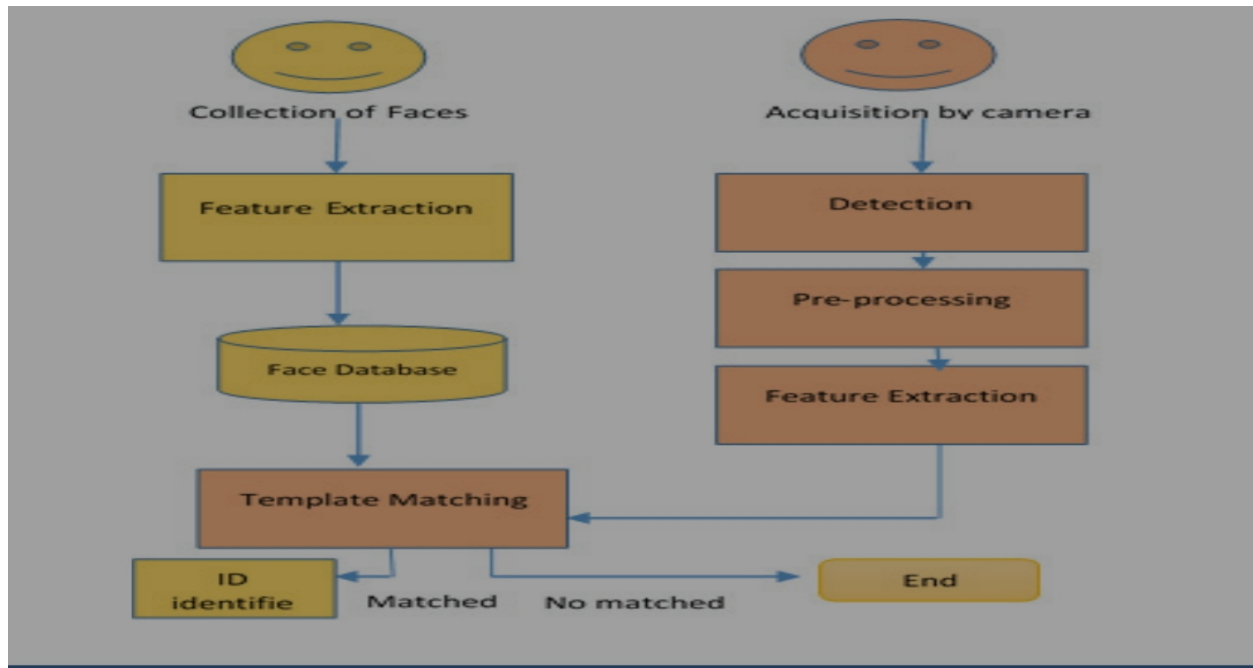 Collection of Faces
Acquisition by camera
Feature Extraction
Detection
Pre-processing
Face Database
Feature Extraction
Template Matching
ID
identifie
Matched
No matched
End